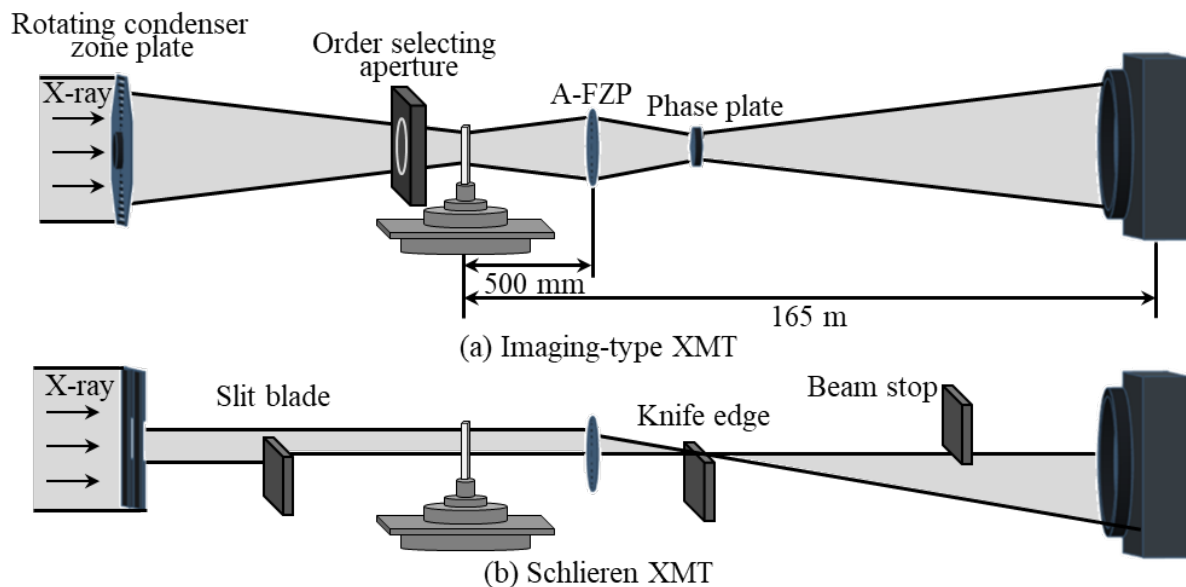 Rotating condenser
zone plate
Order selecting
aperture
X-ray
A-FZP
Phase plate
500 mm
165 m
(a) Imaging-type XMT
X-ray
Slit blade
Knife edge
Beam stop
(b) Schlieren XMT